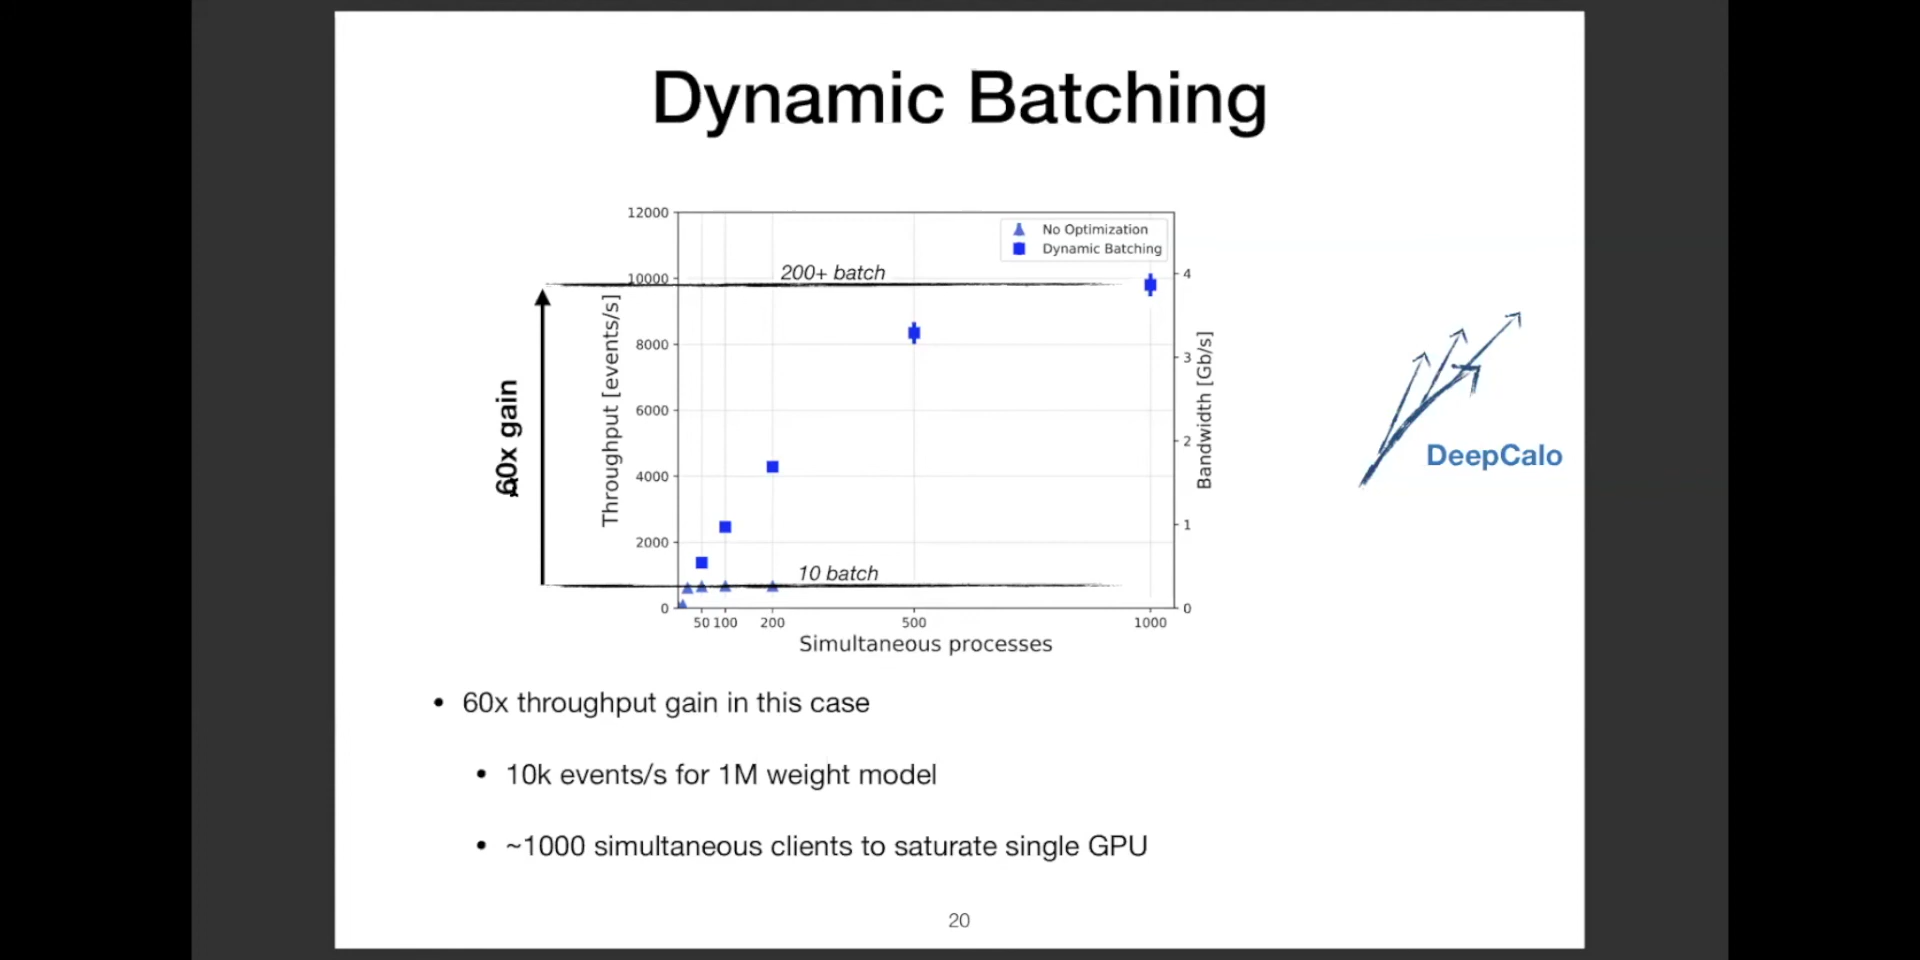 Dynamic Batching
12000
No Optimization
Dynamic Batching
10000
200+ batch
4
8000
3
6000
2
4000
1
2000
10 batch
0
0
50 100 200 500 1000
Simultaneous processes
Throughput [events/s]
Bandwidth [Gb/s]
60x gain
DeepCalo
• 60x throughput gain in this case
• 10k events/s for 1M weight model
• ~1000 simultaneous clients to saturate single GPU
20